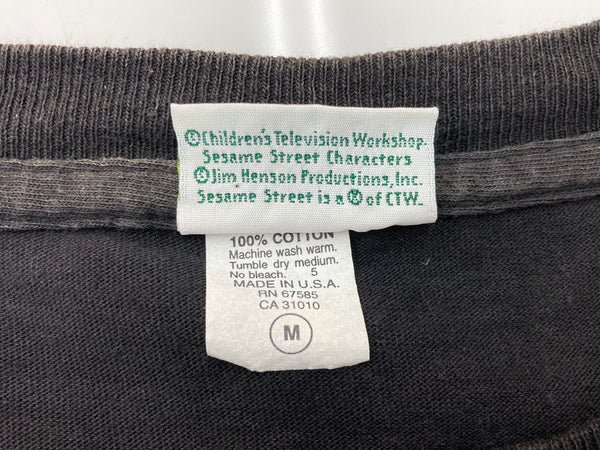 ©Children's Television Workshop.
Sesame Street Characters
©Jim Henson Productions, Inc.
Sesame Street is a Ⓜ of CTW.
100% COTTON
Machine wash warm.
Tumble dry medium.
No bleach. 5
MADE IN U.S.A.
RN 67585
CA 31010
M